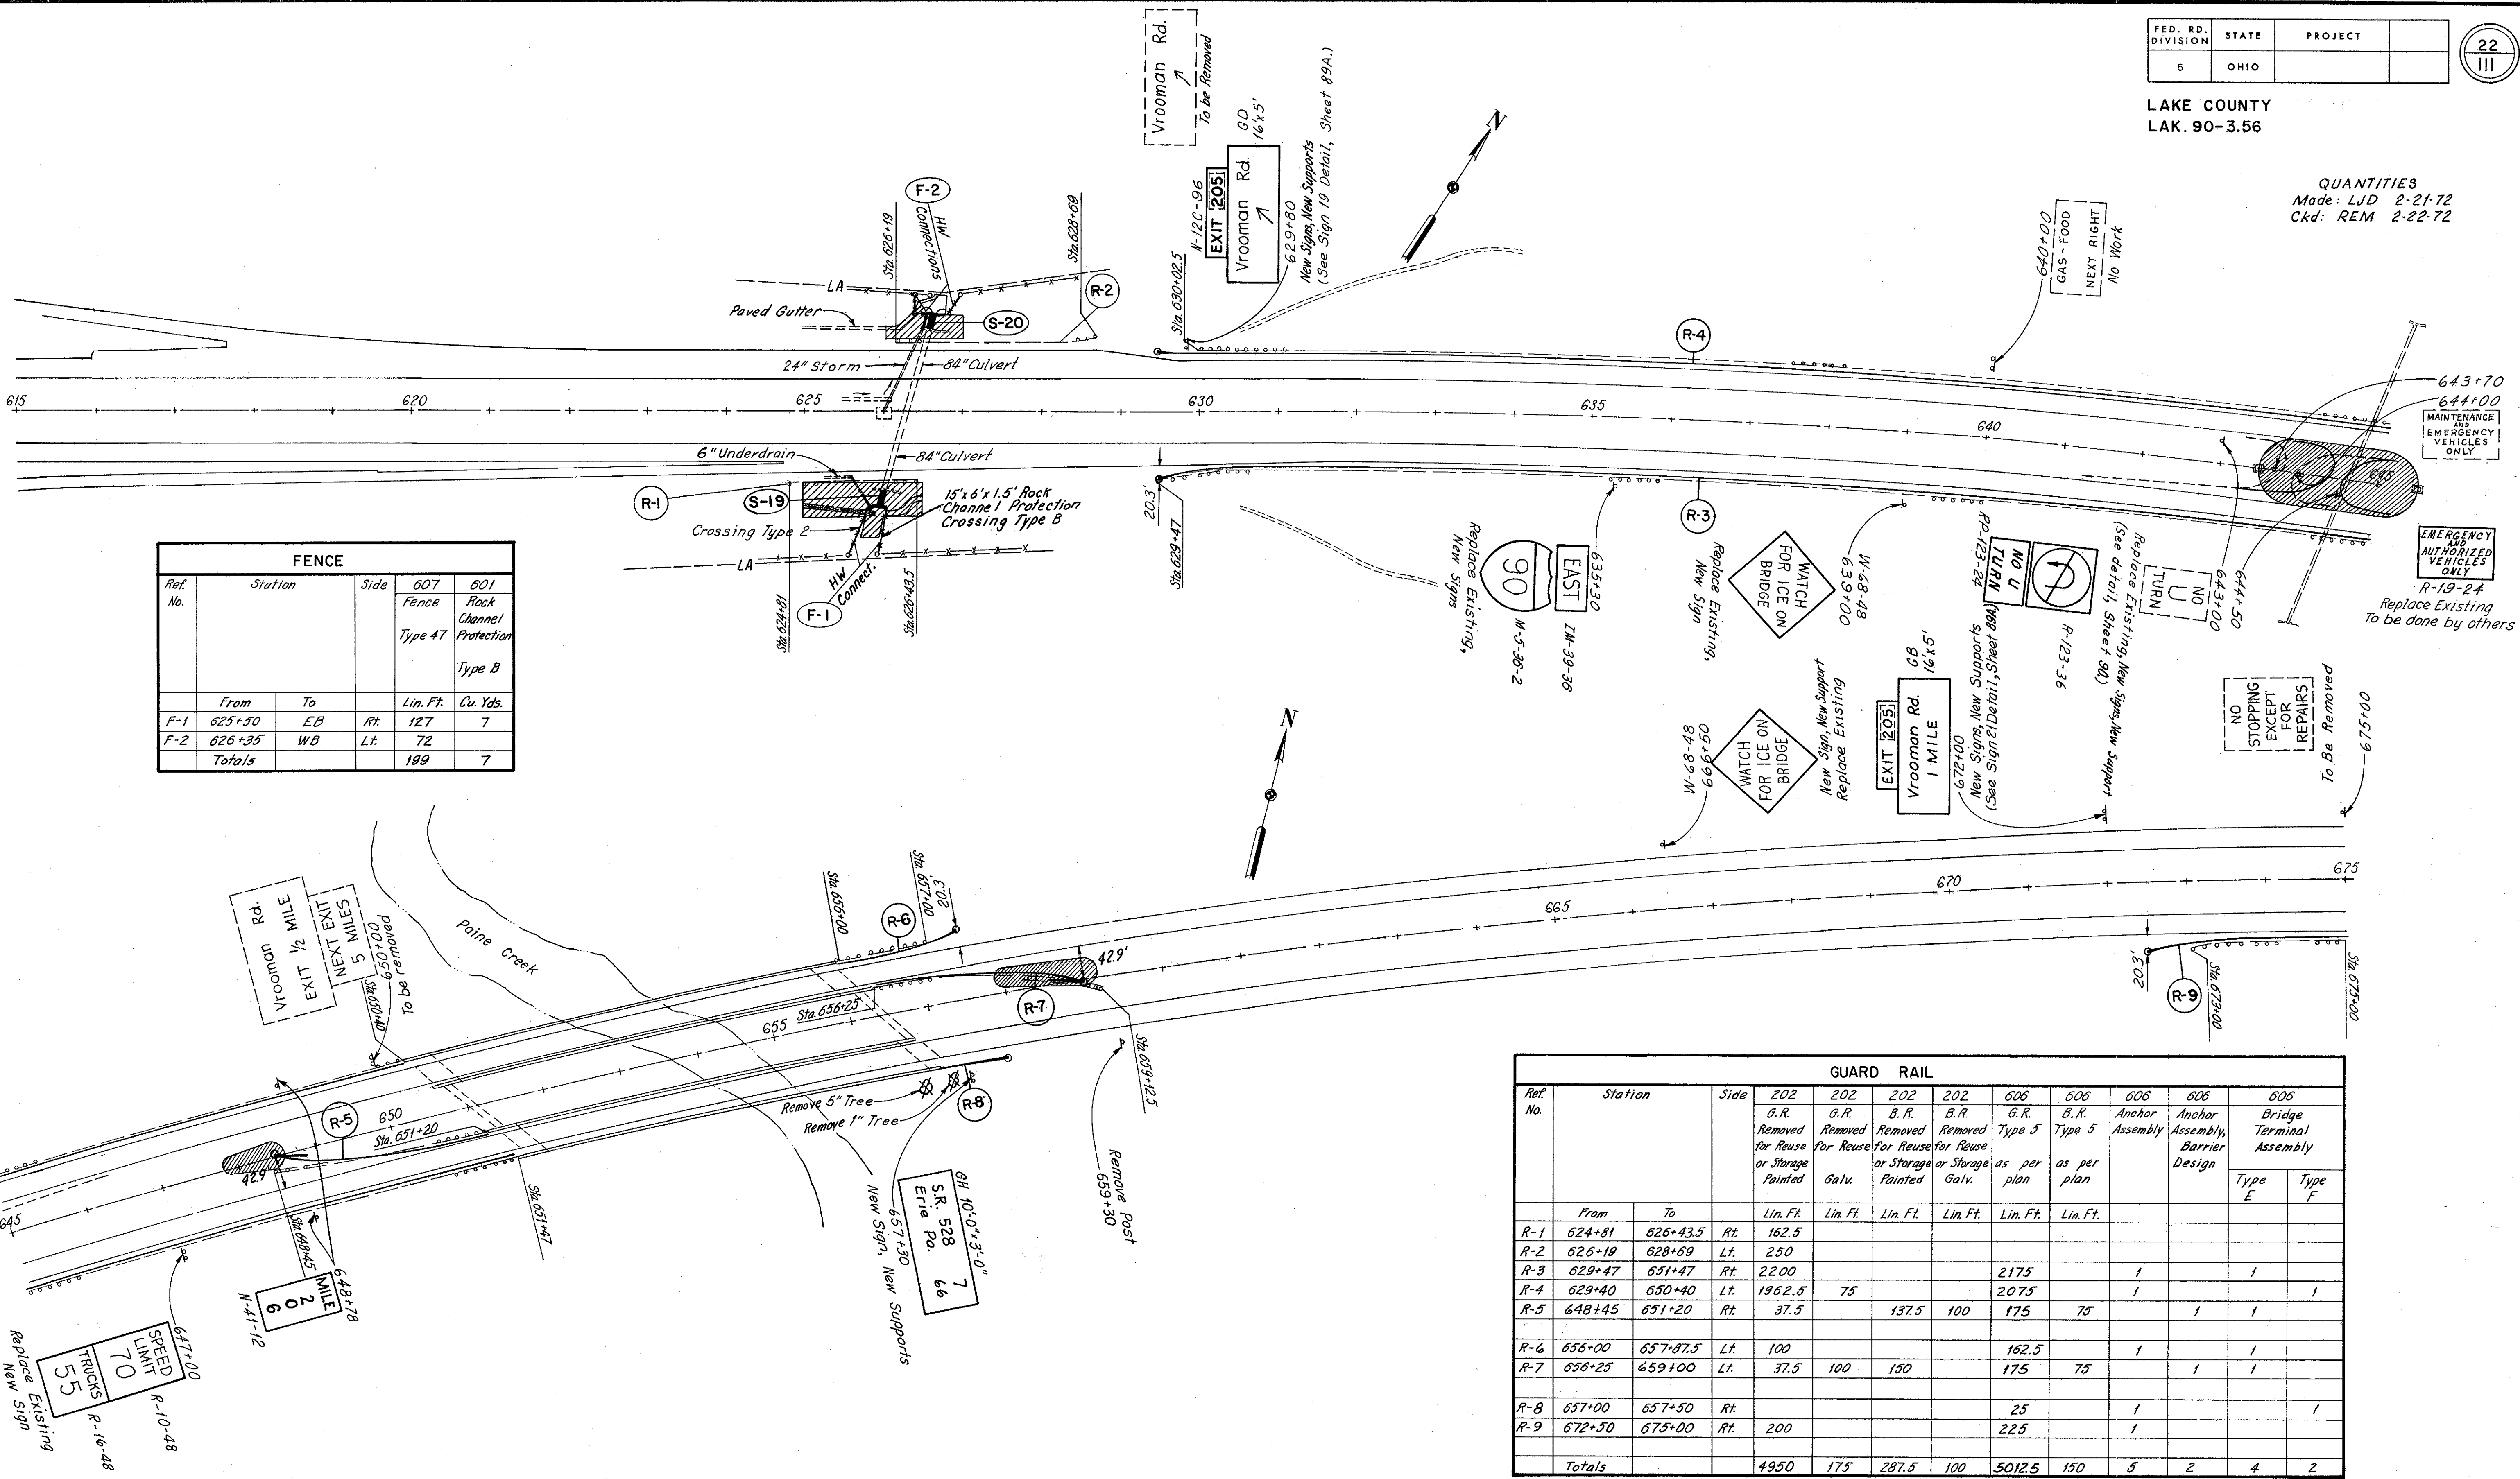 FED. RD. DIVISION STATE PROJECT
5 OHIO
22
111
LAKE COUNTY
LAK. 90-3.56
QUANTITIES
Made: LJD 2-21-72
Ckd: REM 2-22-72
Vrooman Rd.
To be Removed
N-12C-96
EXIT 205
Vrooman Rd.
GD
16'x5'
629+80
New Signs, New Supports
(See Sign 19 Detail, Sheet 89A.)
Sta. 630+02.5
N
640+00
GAS - FOOD
NEXT RIGHT
No Work
F-2
HW
Connections
Sta. 626+19
Sta. 628+69
LA
Paved Gutter
S-20
R-2
R-4
24" Storm
84" Culvert
615
620
625
630
635
640
645
643+70
644+00
MAINTENANCE
AND
EMERGENCY
VEHICLES
ONLY
6" Underdrain
84" Culvert
R-1
S-19
15'x6'x1.5' Rock
Channel Protection
Crossing Type B
Crossing Type 2
LA
HW
Connect.
F-1
Sta. 624+81
Sta. 626+43.5
20.3'
Sta. 629+47
R-3
Replace Existing,
New Signs
90
M-5-36-2
EAST
635+30
IM-39-36
Replace Existing,
New Sign
WATCH
FOR ICE ON
BRIDGE
W-68-48
639+00
RP-123-24
NO U
TURN
R-123-36
Replace Existing, New Signs, New Support
(See detail, Sheet 90.)
NO
U
TURN
643+00
644+50
EMERGENCY
AND
AUTHORIZED
VEHICLES
ONLY
R-19-24
Replace Existing
To be done by others
FENCE
Ref. No. Station Side 607 601
Fence Type 47 Rock Channel Protection Type B
From To Lin. Ft. Cu. Yds.
F-1 625+50 EB Rt. 127 7
F-2 626+35 WB Lt. 72
Totals 199 7
N
W-68-48
666+50
WATCH
FOR ICE ON
BRIDGE
New Sign, New Support
Replace Existing
EXIT 205
Vrooman Rd.
1 MILE
GB
16'x5'
672+00
New Signs, New Supports
(See Sign 21 Detail, Sheet 89A)
NO
STOPPING
EXCEPT
FOR
REPAIRS
To Be Removed
675+00
Vrooman Rd.
EXIT 1/2 MILE
NEXT EXIT
5 MILES
To be removed
650+00
Sta. 650+40
Paine Creek
Sta. 656+00
Sta. 657+00
20.3'
R-6
42.9'
R-7
Sta. 656+25
645
650
655
665
670
675
R-5
Sta. 651+20
42.9'
Sta. 648+45
Sta. 651+47
Remove 5" Tree
Remove 1" Tree
R-8
Sta. 659+12.5
Remove Post
659+30
GH 10'-0"x3'-0"
S.R. 528 7
Erie Pa. 66
657+30
New Sign, New Supports
MILE
2
0
6
648+78
N-41-12
647+00
SPEED
LIMIT
70
R-10-48
TRUCKS
55
R-16-48
Replace Existing
New Sign
20.3'
R-9
Sta. 673+00
Sta. 675+00
GUARD RAIL
Ref. No. Station Side 202 202 202 202 606 606 606 606 606
G.R. Removed for Reuse or Storage Painted
G.R. Removed for Reuse Galv.
B.R. Removed for Reuse or Storage Painted
B.R. Removed for Reuse or Storage Galv.
G.R. Type 5 as per plan
B.R. Type 5 as per plan
Anchor Assembly
Anchor Assembly, Barrier Design
Bridge Terminal Assembly
Type E Type F
From To Lin. Ft. Lin. Ft. Lin. Ft. Lin. Ft. Lin. Ft. Lin. Ft.
R-1 624+81 626+43.5 Rt. 162.5
R-2 626+19 628+69 Lt. 250
R-3 629+47 651+47 Rt. 2200 2175 1 1
R-4 629+40 650+40 Lt. 1962.5 75 2075 1 1
R-5 648+45 651+20 Rt. 37.5 137.5 100 175 75 1 1
R-6 656+00 657+87.5 Lt. 100 162.5 1 1
R-7 656+25 659+00 Lt. 37.5 100 150 175 75 1 1
R-8 657+00 657+50 Rt. 25 1 1
R-9 672+50 675+00 Rt. 200 225 1
Totals 4950 175 287.5 100 5012.5 150 5 2 4 2